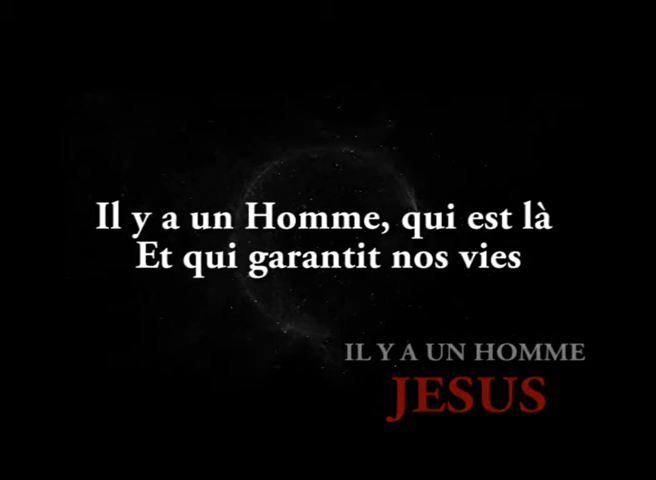 Il y a un Homme, qui est là
Et qui garantit nos vies
IL Y A UN HOMME
JESUS